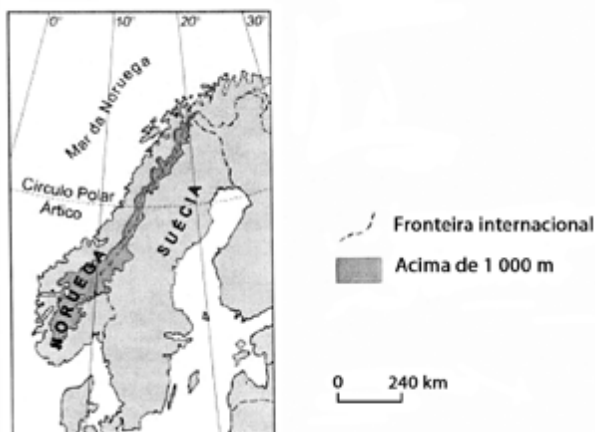 0° 10° 20° 30°
Mar da Noruega
Círculo Polar
Ártico
NORUEGA
SUÉCIA
Fronteira internacional
Acima de 1 000 m
0 240 km